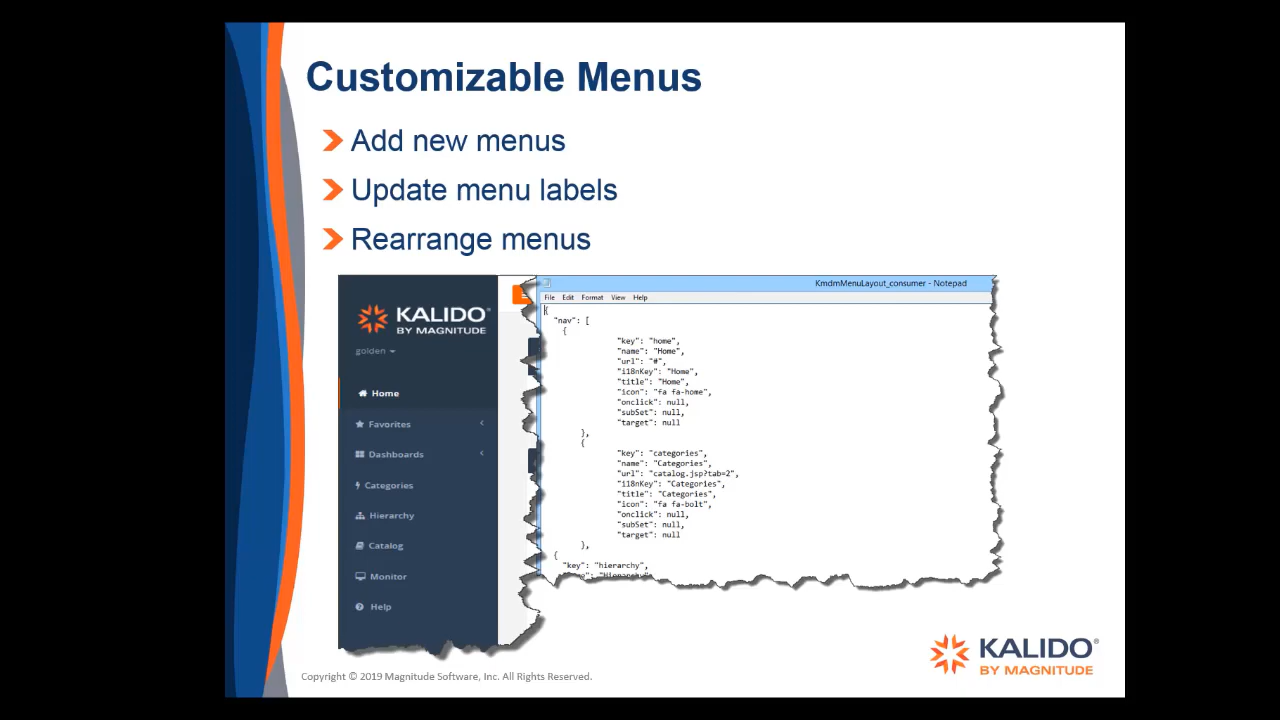 Customizable Menus
Add new menus
Update menu labels
Rearrange menus
KALIDO
BY MAGNITUDE
golden
Home
Favorites
Dashboards
Categories
Hierarchy
Catalog
Monitor
Help
KmdmMenuLayout_consumer - Notepad
File Edit Format View Help
{
"nav": [
{
"key": "home",
"name": "Home",
"url": "#",
"i18nKey": "Home",
"title": "Home",
"icon": "fa fa-home",
"onclick": null,
"subSet": null,
"target": null
},
{
"key": "categories",
"name": "Categories",
"url": "catalog.jsp?tab=2",
"i18nKey": "Categories",
"title": "Categories",
"icon": "fa fa-bolt",
"onclick": null,
"subSet": null,
"target": null
},
{
"key": "hierarchy",
KALIDO®
BY MAGNITUDE
Copyright © 2019 Magnitude Software, Inc. All Rights Reserved.